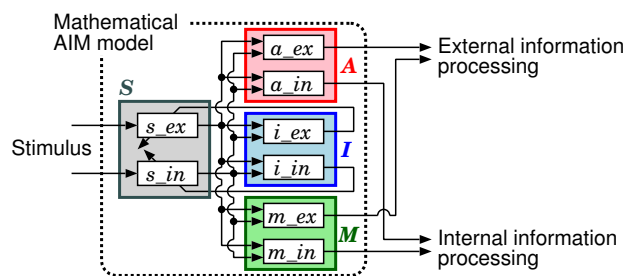 Mathematical
AIM model
S
Stimulus
s_ex
s_in
a_ex
a_in
A
i_ex
i_in
I
m_ex
m_in
M
External information
processing
Internal information
processing